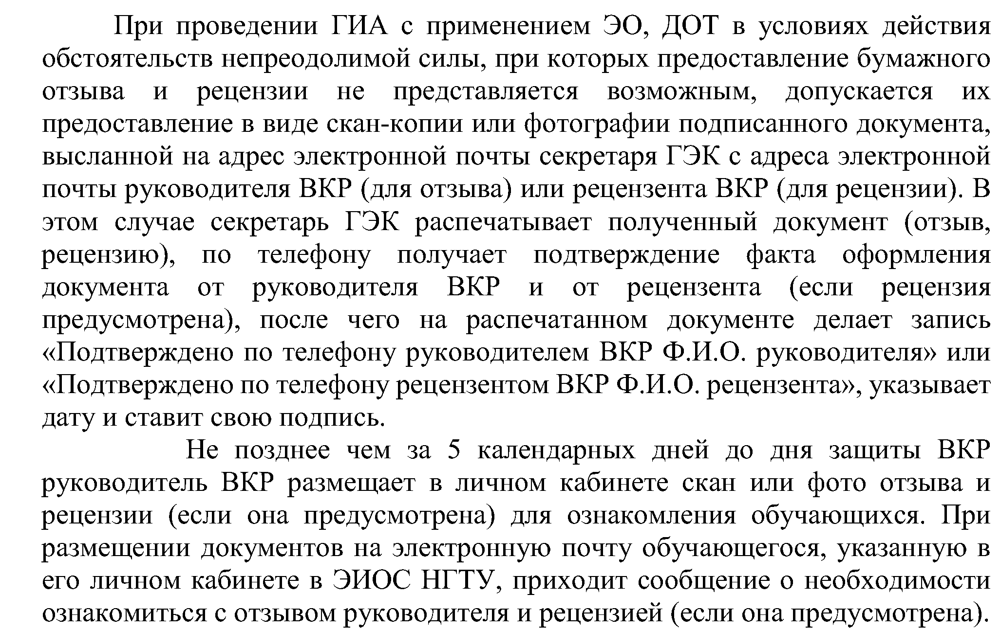 При проведении ГИА с применением ЭО, ДОТ в условиях действия
обстоятельств непреодолимой силы, при которых предоставление бумажного
отзыва и рецензии не представляется возможным, допускается их
предоставление в виде скан-копии или фотографии подписанного документа,
высланной на адрес электронной почты секретаря ГЭК с адреса электронной
почты руководителя ВКР (для отзыва) или рецензента ВКР (для рецензии). В
этом случае секретарь ГЭК распечатывает полученный документ (отзыв,
рецензию), по телефону получает подтверждение факта оформления
документа от руководителя ВКР и от рецензента (если рецензия
предусмотрена), после чего на распечатанном документе делает запись
«Подтверждено по телефону руководителем ВКР Ф.И.О. руководителя» или
«Подтверждено по телефону рецензентом ВКР Ф.И.О. рецензента», указывает
дату и ставит свою подпись.
Не позднее чем за 5 календарных дней до дня защиты ВКР
руководитель ВКР размещает в личном кабинете скан или фото отзыва и
рецензии (если она предусмотрена) для ознакомления обучающихся. При
размещении документов на электронную почту обучающегося, указанную в
его личном кабинете в ЭИОС НГТУ, приходит сообщение о необходимости
ознакомиться с отзывом руководителя и рецензией (если она предусмотрена).